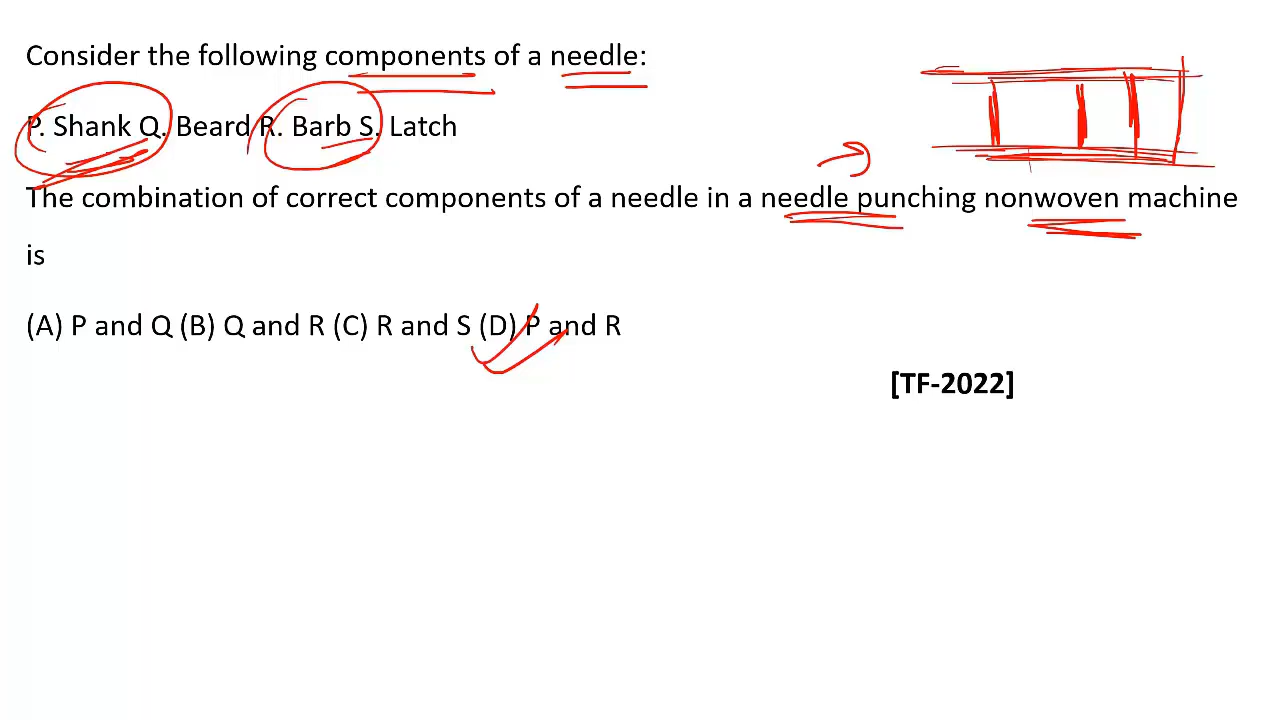 Consider the following components of a needle:
P. Shank Q. Beard R. Barb S. Latch
The combination of correct components of a needle in a needle punching nonwoven machine
is
(A) P and Q (B) Q and R (C) R and S (D) P and R
[TF-2022]